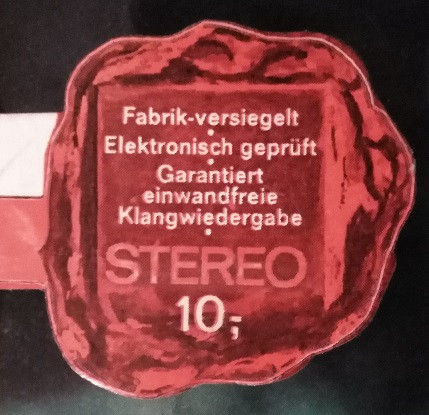 Fabrik-versiegelt
•
Elektronisch geprüft
•
Garantiert
einwandfreie
Klangwiedergabe
•
STEREO
10,-